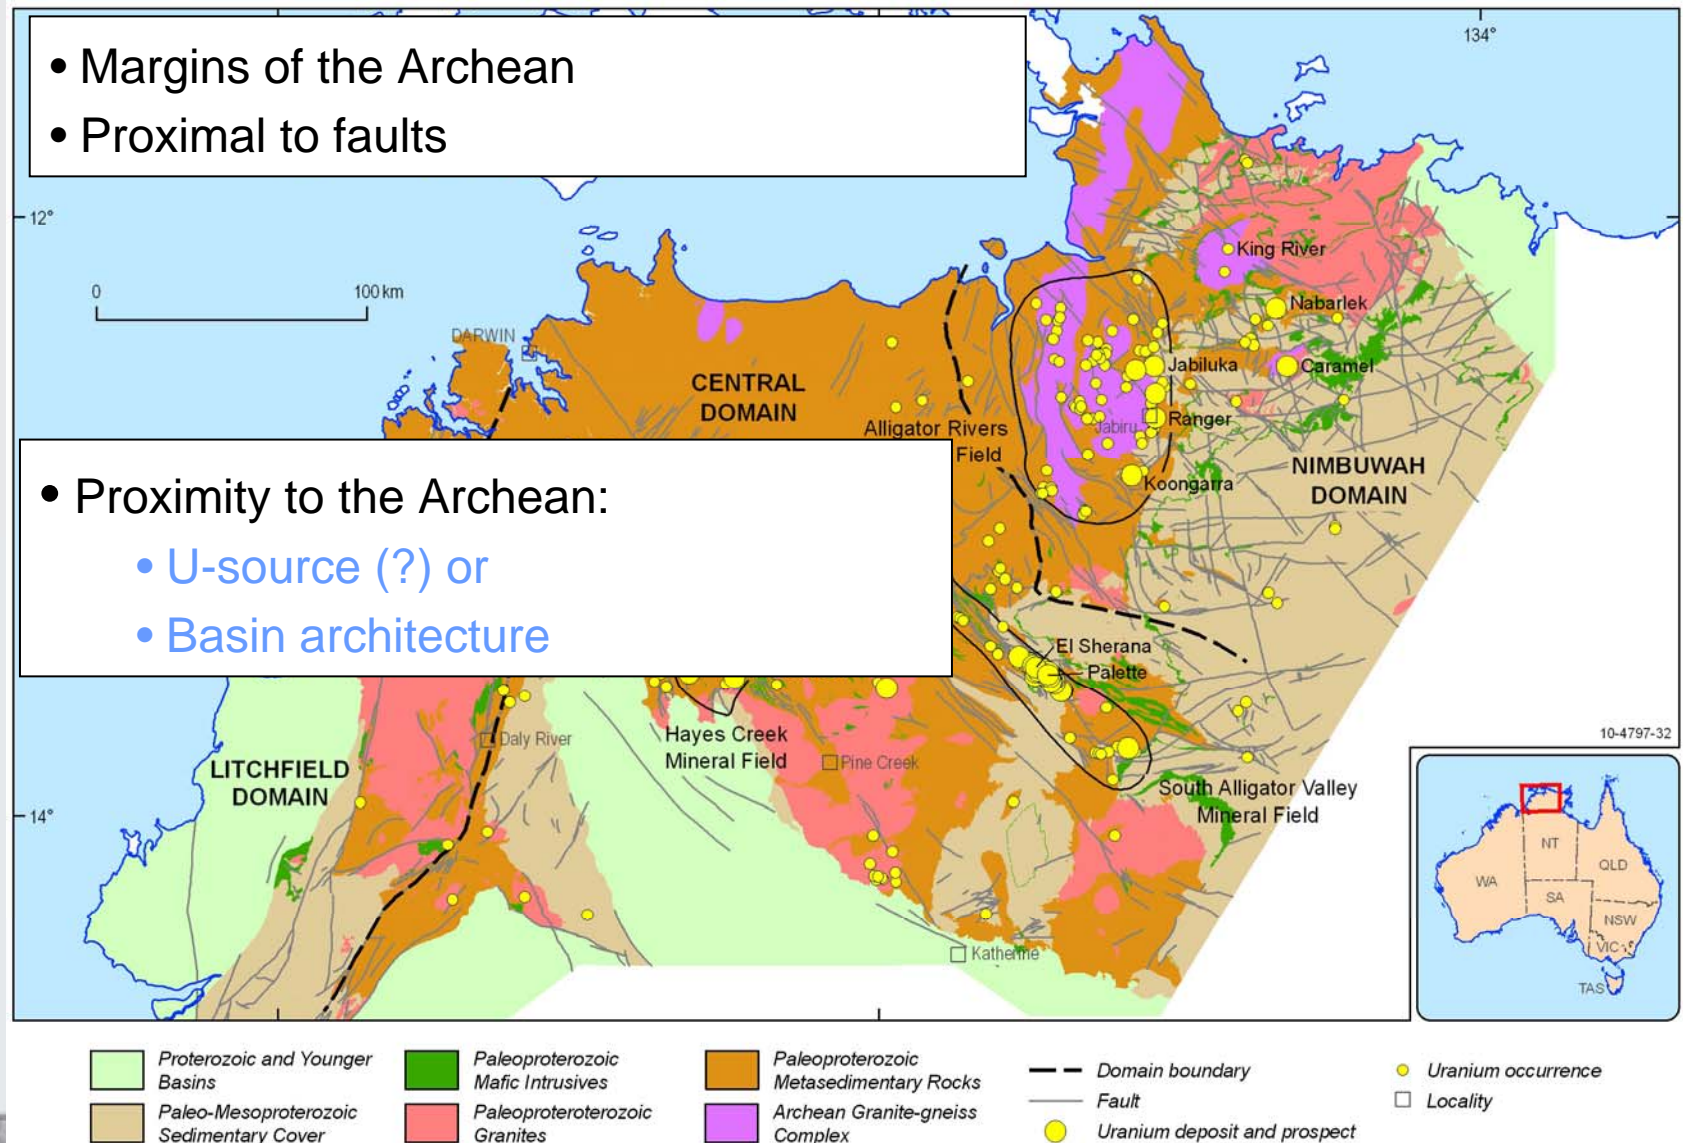 • Margins of the Archean
• Proximal to faults
134°
12°
0 100 km
DARWIN
CENTRAL
DOMAIN
Alligator Rivers
Field
King River
Nabarlek
Jabiluka
Caramel
Jabiru
Ranger
Koongarra
NIMBUWAH
DOMAIN
• Proximity to the Archean:
• U-source (?) or
• Basin architecture
El Sherana
Palette
10-4797-32
Daly River
Hayes Creek
Mineral Field
Pine Creek
LITCHFIELD
DOMAIN
South Alligator Valley
Mineral Field
14°
Katherine
NT
QLD
WA
SA
NSW
VIC
TAS
Proterozoic and Younger
Basins
Paleo-Mesoproterozoic
Sedimentary Cover
Paleoproterozoic
Mafic Intrusives
Paleoproteroterozoic
Granites
Paleoproterozoic
Metasedimentary Rocks
Archean Granite-gneiss
Complex
Domain boundary
Fault
Uranium deposit and prospect
Uranium occurrence
Locality